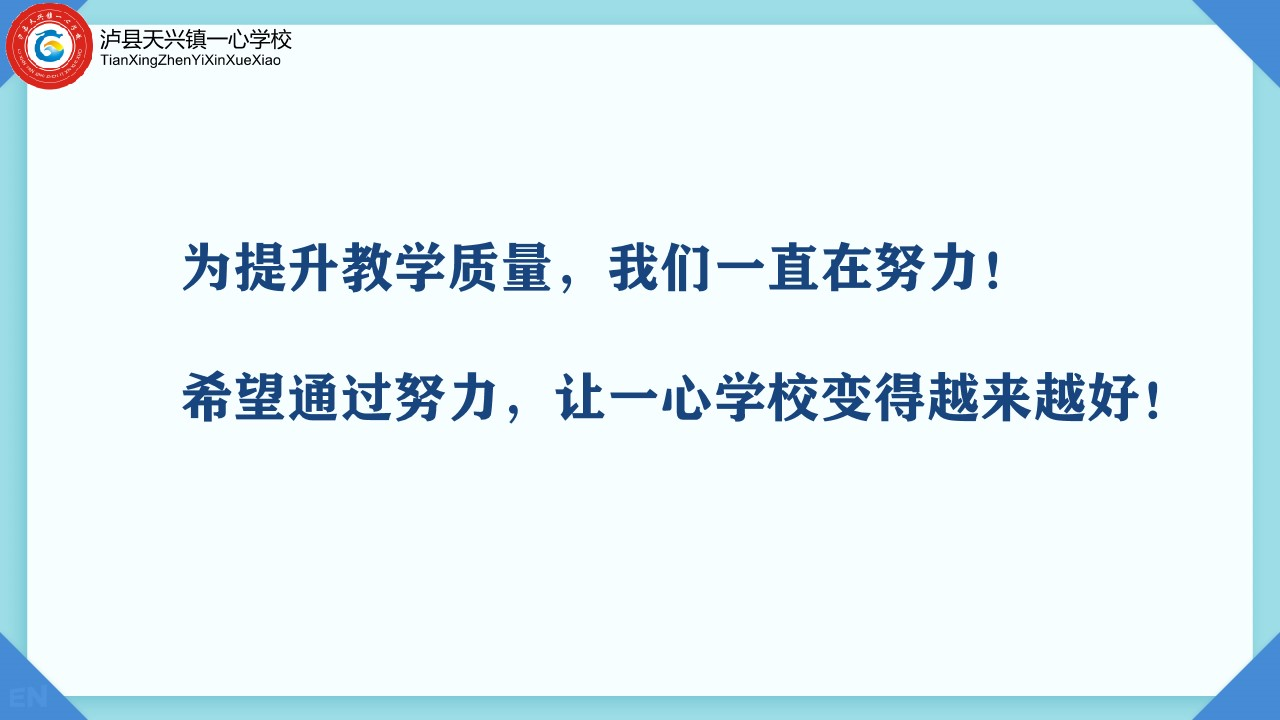 泸县天兴镇一心学校
TianXingZhenYiXinXueXiao
为提升教学质量，我们一直在努力！
希望通过努力，让一心学校变得越来越好！
EN